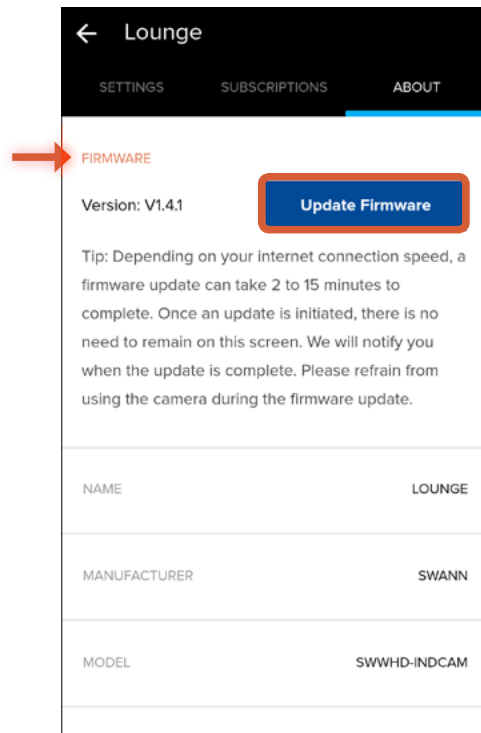 Lounge
SETTINGS SUBSCRIPTIONS ABOUT
FIRMWARE
Version: V1.4.1 Update Firmware
Tip: Depending on your internet connection speed, a
firmware update can take 2 to 15 minutes to
complete. Once an update is initiated, there is no
need to remain on this screen. We will notify you
when the update is complete. Please refrain from
using the camera during the firmware update.
NAME LOUNGE
MANUFACTURER SWANN
MODEL SWWHD-INDCAM